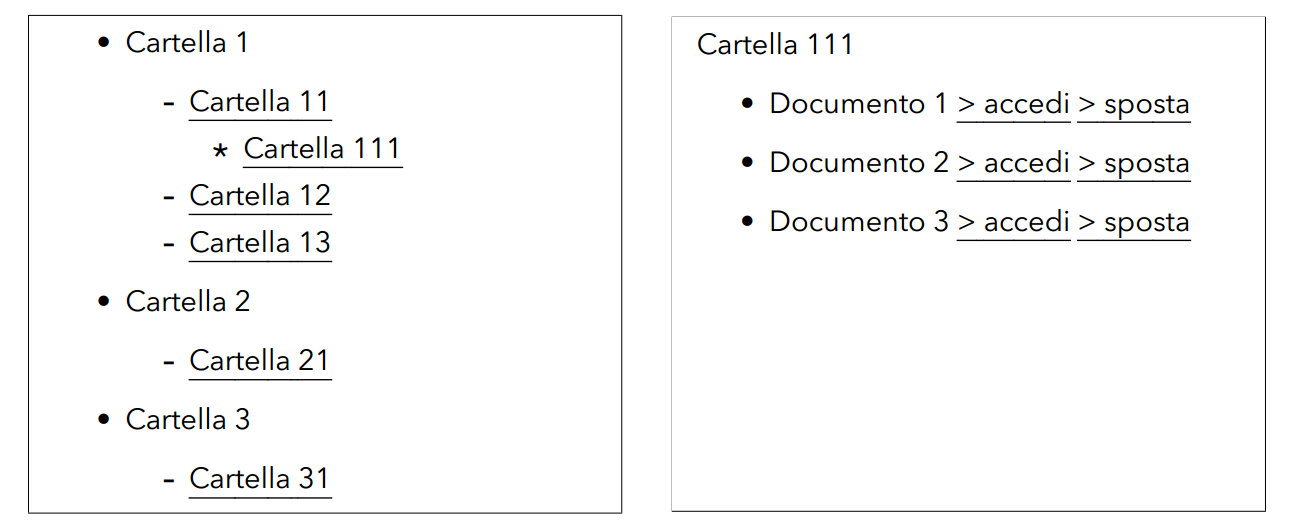 • Cartella 1
- Cartella 11
* Cartella 111
- Cartella 12
- Cartella 13
• Cartella 2
- Cartella 21
• Cartella 3
- Cartella 31
Cartella 111
• Documento 1 > accedi > sposta
• Documento 2 > accedi > sposta
• Documento 3 > accedi > sposta